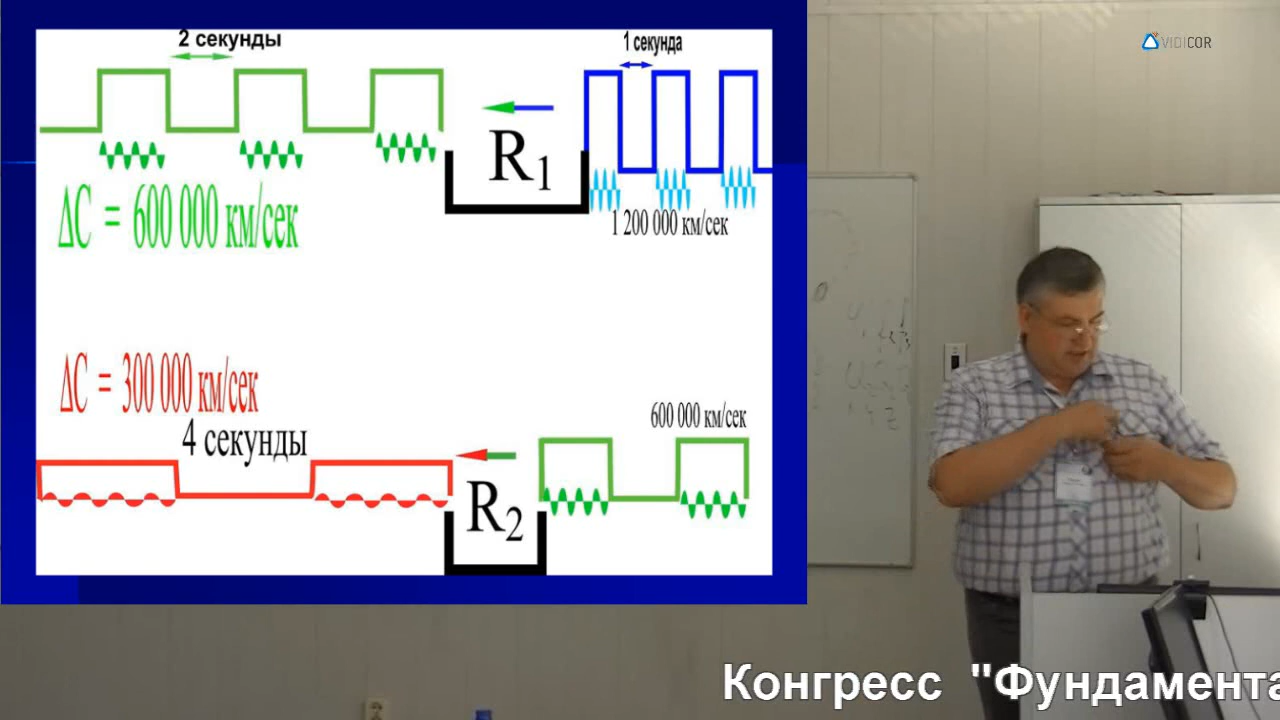 2 секунды
1 секунда
VIDICOR
R1
ΔC = 600 000 км/сек
1 200 000 км/сек
ΔC = 300 000 км/сек
4 секунды
600 000 км/сек
R2
Конгресс "Фундамента